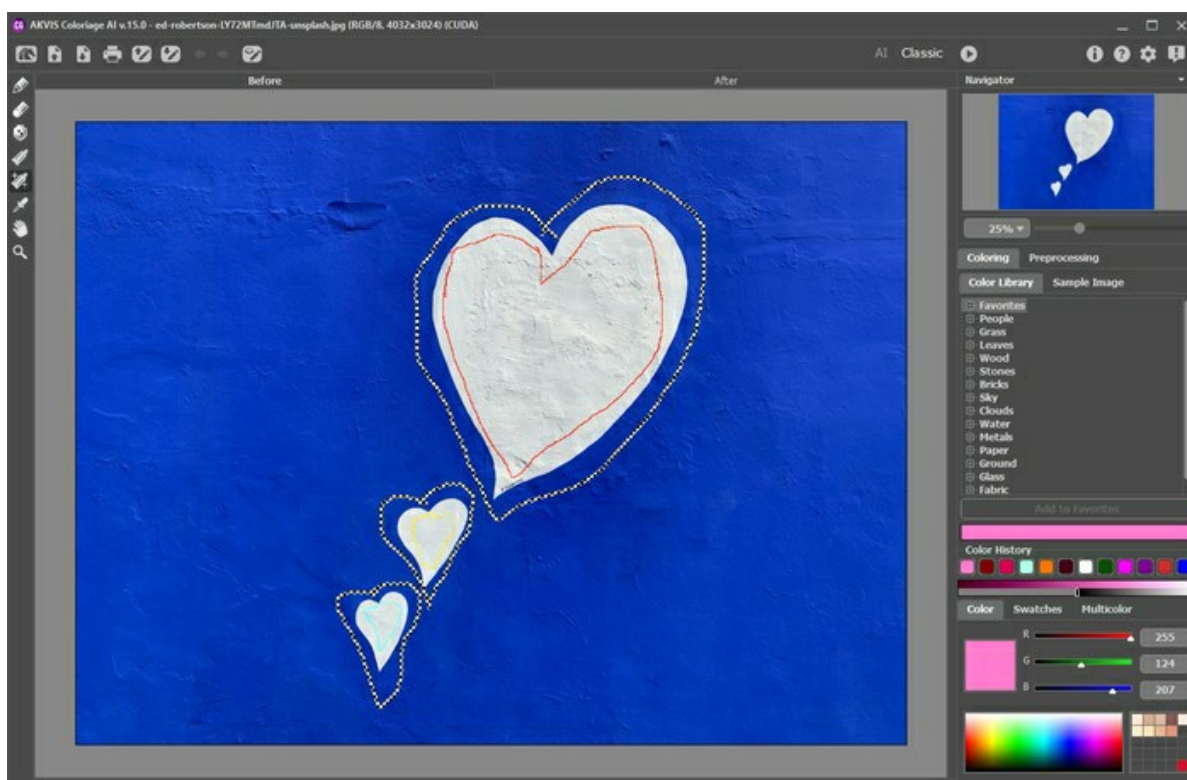 CG AKVIS Coloriage AI v.15.0 - ed-robertson-LY72MTmdJTA-unsplash.jpg (RGB/8, 4032x3024) (CUDA)
AI Classic
Before
After
Navigator
25%
Coloring Preprocessing
Color Library Sample Image
Favorites
People
Grass
Leaves
Wood
Stones
Bricks
Sky
Clouds
Water
Metals
Paper
Ground
Glass
Fabric
Add to Favorites
Color History
Color Swatches Multicolor
R 255
G 124
B 207